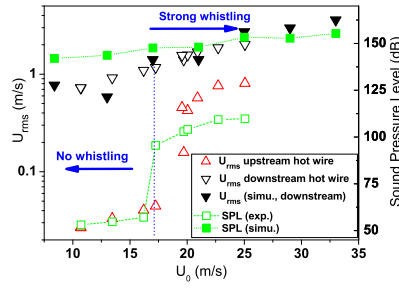 Strong whistling
No whistling
U_rms (m/s)
1
0.1
Sound Pressure Level (dB)
150
125
100
75
50
U_rms upstream hot wire
U_rms downstream hot wire
U_rms (simu., downstream)
SPL (exp.)
SPL (simu.)
10 15 20 25 30 35
U_0 (m/s)